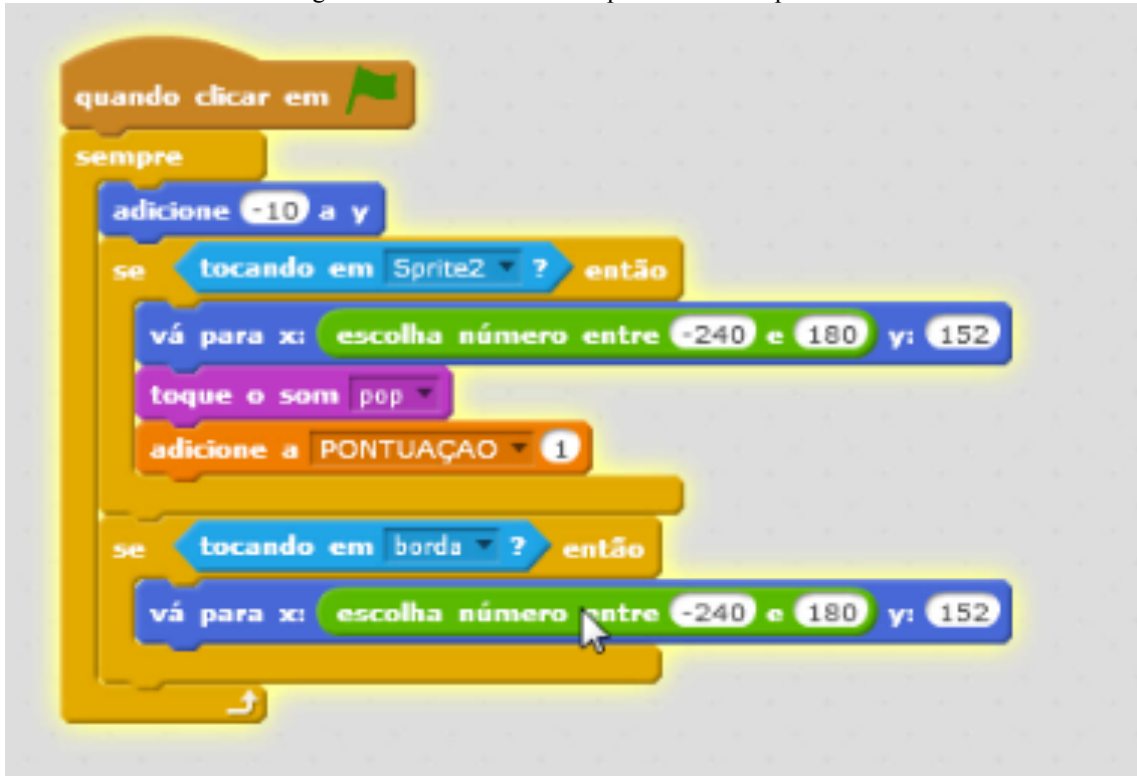 quando clicar em
sempre
adicione -10 a y
se tocando em Sprite2 ? então
vá para x: escolha número entre -240 e 180 y: 152
toque o som pop
adicione a PONTUAÇAO 1
se tocando em borda ? então
vá para x: escolha número entre -240 e 180 y: 152